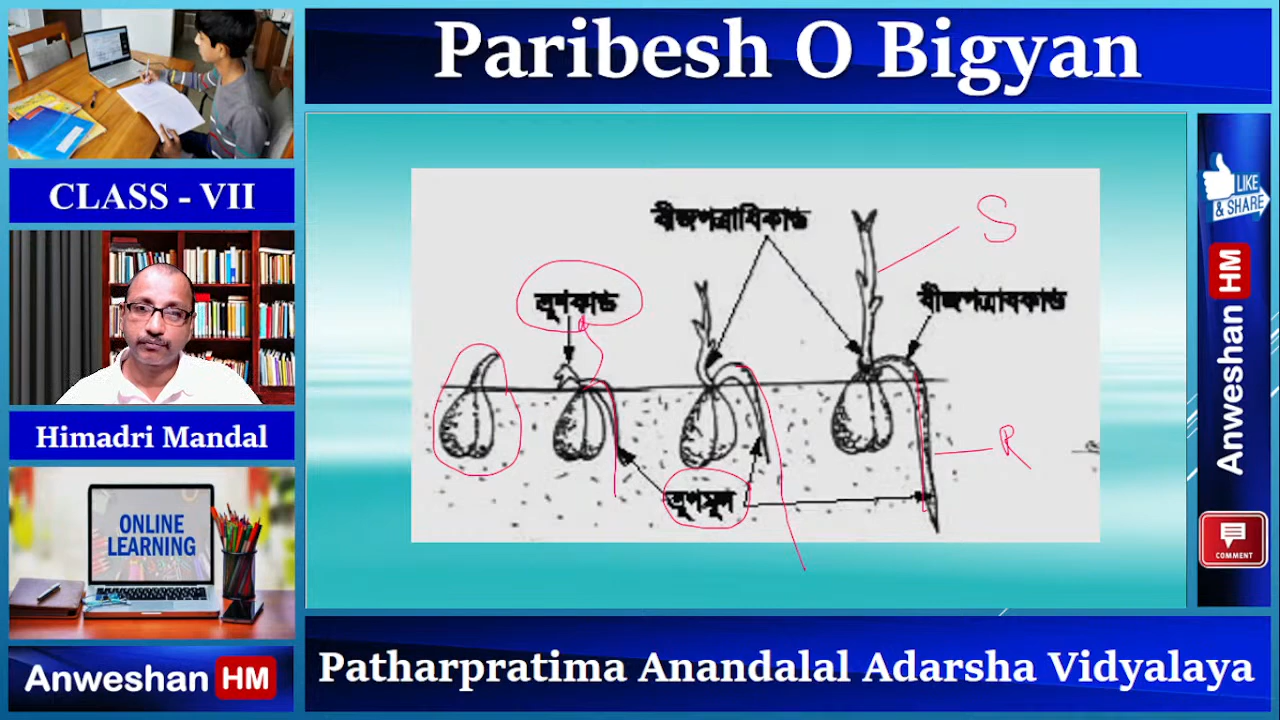 Paribesh O Bigyan
CLASS - VII
LIKE
& SHARE
বীজপত্রাধিকাণ্ড
S
ভ্রূণকাণ্ড
বীজপত্রাবকাণ্ড
Anweshan HM
Himadri Mandal
R
ভ্রূণমূল
ONLINE
LEARNING
COMMENT
Anweshan HM
Patharpratima Anandalal Adarsha Vidyalaya